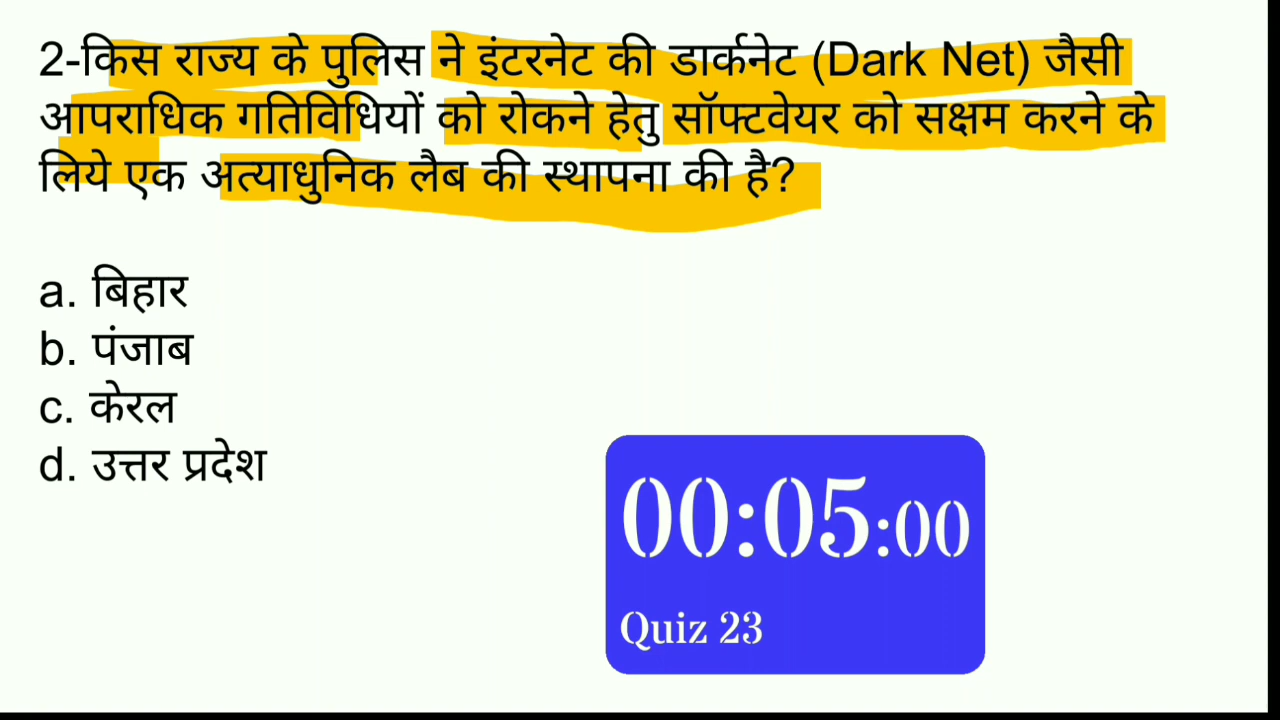 2-किस राज्य के पुलिस ने इंटरनेट की डार्कनेट (Dark Net) जैसी
आपराधिक गतिविधियों को रोकने हेतु सॉफ्टवेयर को सक्षम करने के
लिये एक अत्याधुनिक लैब की स्थापना की है?
a. बिहार
b. पंजाब
c. केरल
d. उत्तर प्रदेश
00:05:00
Quiz 23